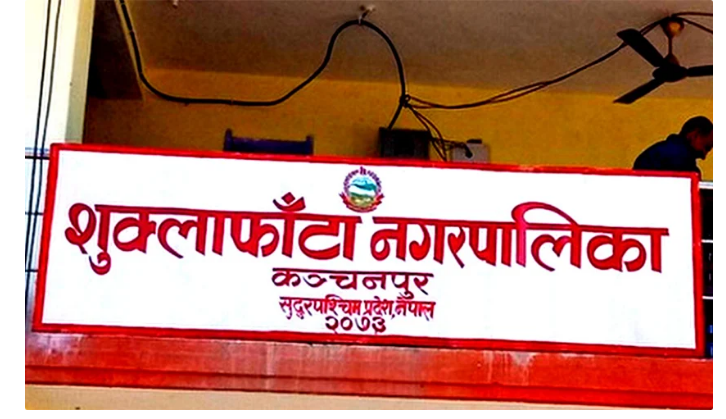 शुक्लाफाँटा नगरपालिका
कञ्चनपुर
सुदुरपश्चिम प्रदेश, नेपाल
२०७३